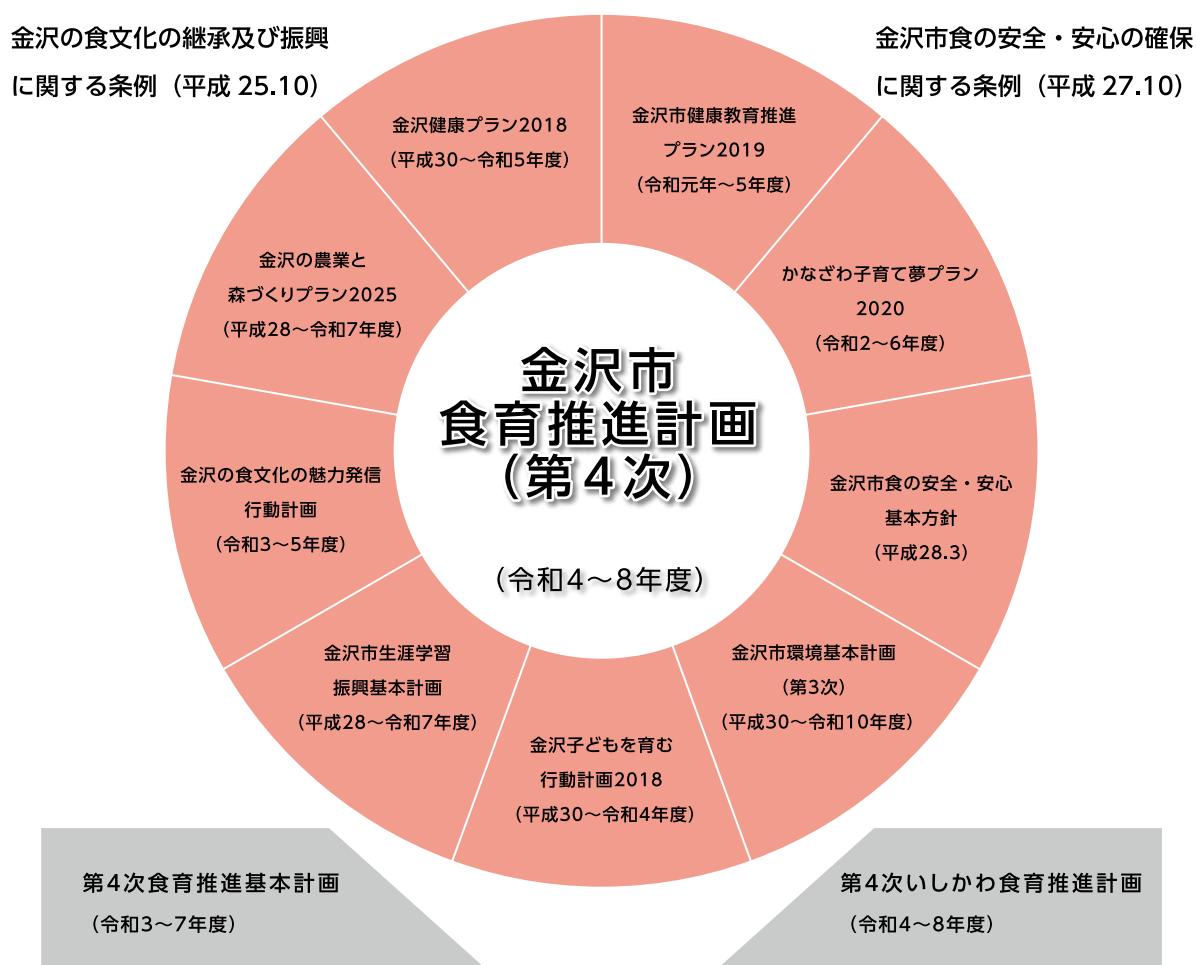 金沢の食文化の継承及び振興
に関する条例（平成 25.10）
金沢市食の安全・安心の確保
に関する条例（平成 27.10）
金沢健康プラン2018
（平成30～令和5年度）
金沢市健康教育推進
プラン2019
（令和元年～5年度）
金沢の農業と
森づくりプラン2025
（平成28～令和7年度）
かなざわ子育て夢プラン
2020
（令和2～6年度）
金沢市
食育推進計画
（第４次）
（令和4～8年度）
金沢の食文化の魅力発信
行動計画
（令和3～5年度）
金沢市食の安全・安心
基本方針
（平成28.3）
金沢市生涯学習
振興基本計画
（平成28～令和7年度）
金沢市環境基本計画
（第3次）
（平成30～令和10年度）
金沢子どもを育む
行動計画2018
（平成30～令和4年度）
第4次食育推進基本計画
（令和3～7年度）
第4次いしかわ食育推進計画
（令和4～8年度）